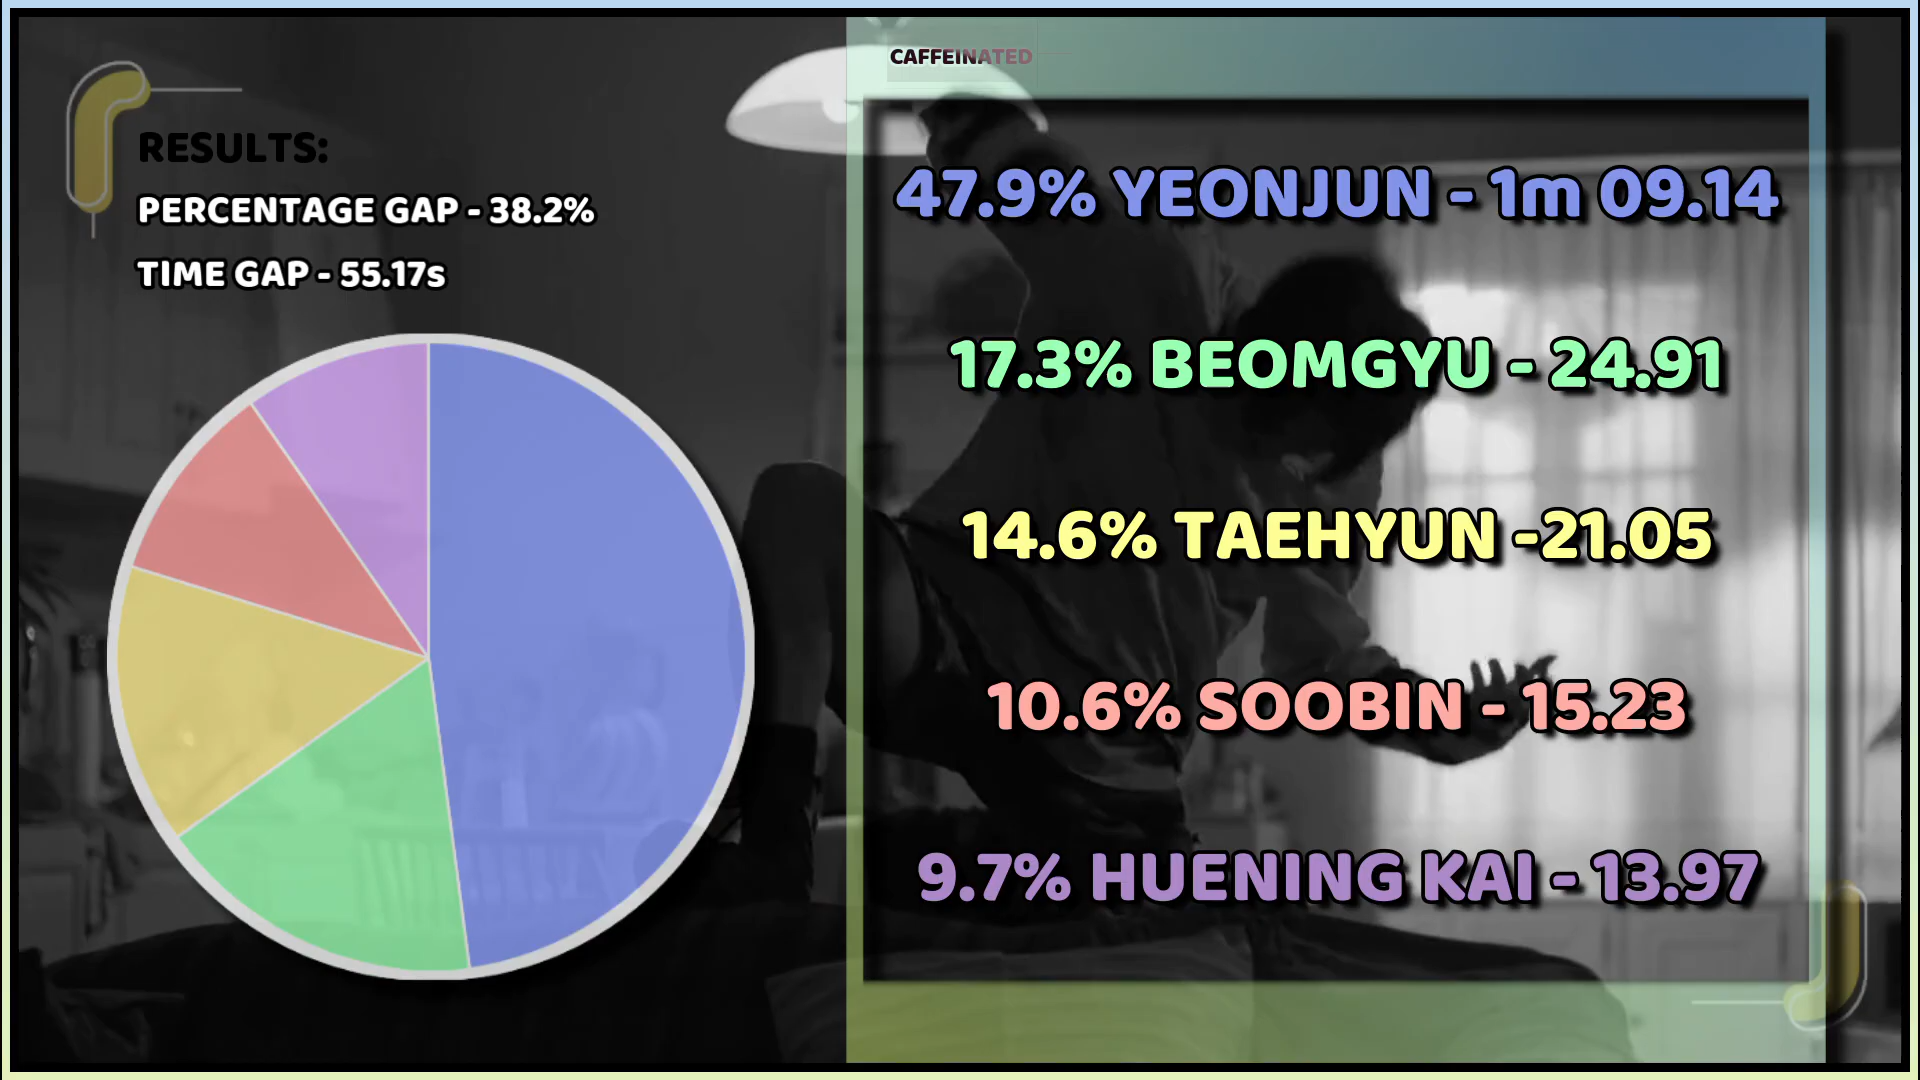 CAFFEINATED
RESULTS:
PERCENTAGE GAP - 38.2%
TIME GAP - 55.17s
47.9% YEONJUN - 1m 09.14
17.3% BEOMGYU - 24.91
14.6% TAEHYUN -21.05
10.6% SOOBIN - 15.23
9.7% HUENING KAI - 13.97